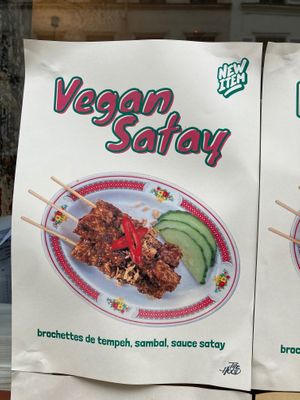 NEW
ITEM
Vegan
Satay
brochettes de tempeh, sambal, sauce satay